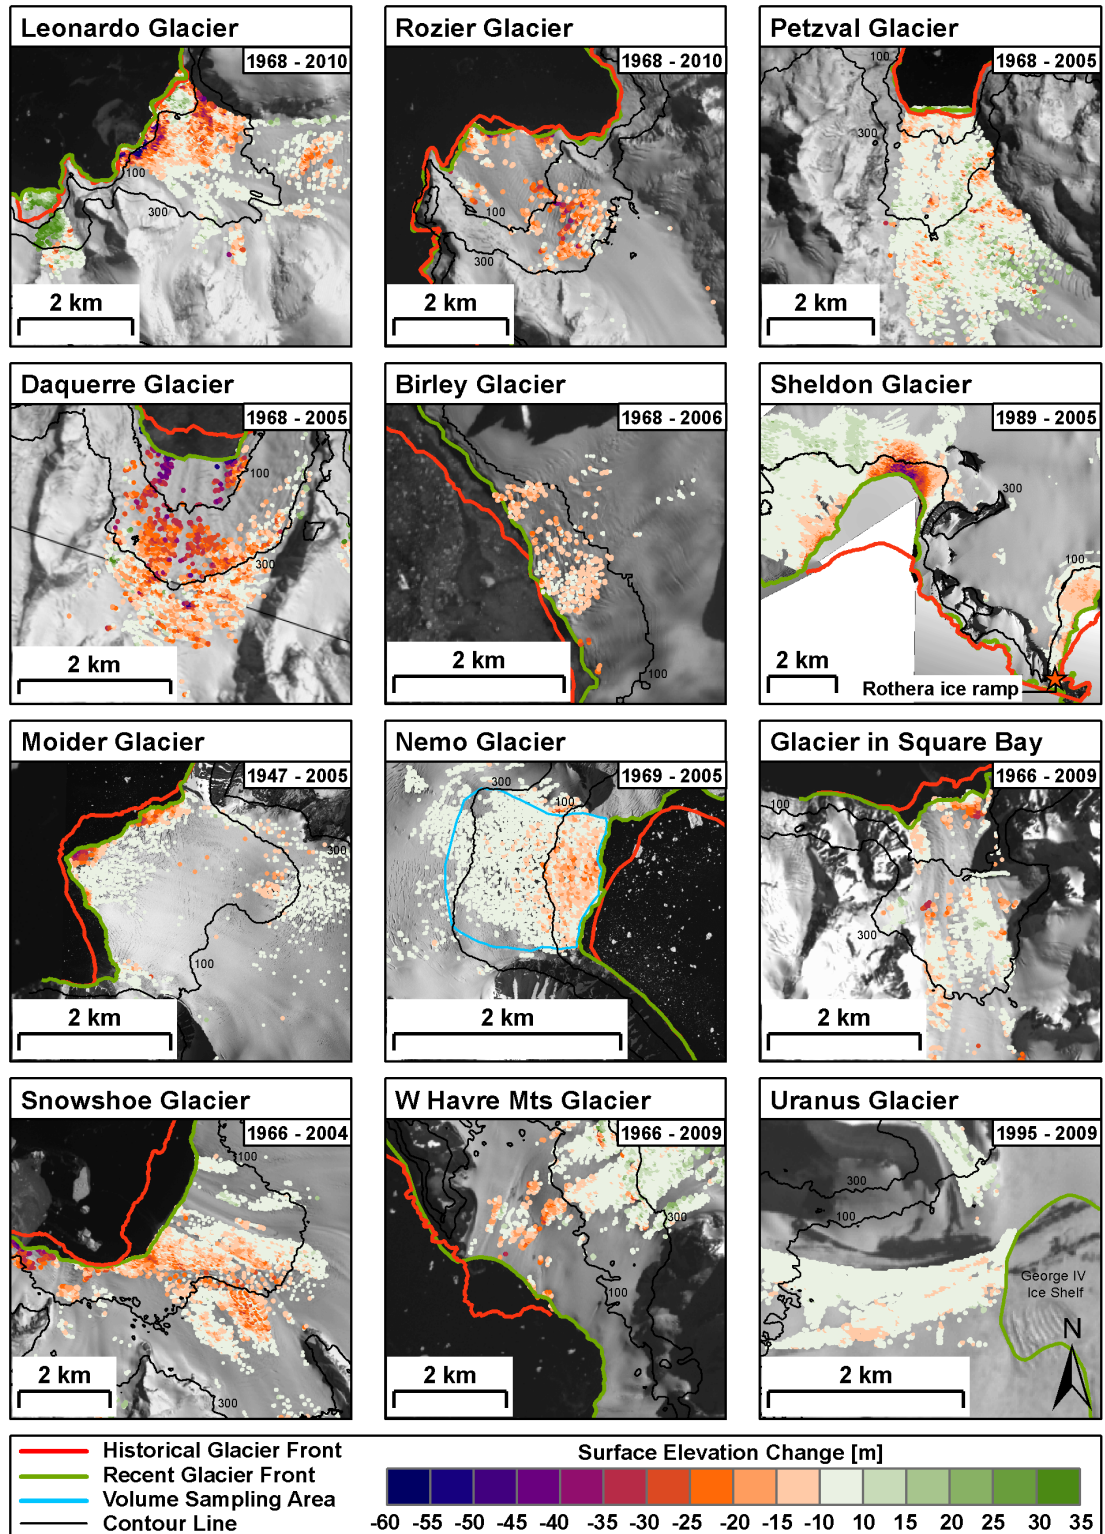 Leonardo Glacier
1968 - 2010
100
300
2 km
Rozier Glacier
1968 - 2010
100
300
2 km
Petzval Glacier
1968 - 2005
100
300
2 km
Daquerre Glacier
1968 - 2005
100
300
2 km
Birley Glacier
1968 - 2006
100
2 km
Sheldon Glacier
1989 - 2005
300
100
2 km
Rothera ice ramp
Moider Glacier
1947 - 2005
300
100
2 km
Nemo Glacier
1969 - 2005
300
100
2 km
Glacier in Square Bay
1966 - 2009
100
300
2 km
Snowshoe Glacier
1966 - 2004
100
300
2 km
W Havre Mts Glacier
1966 - 2009
300
100
2 km
Uranus Glacier
1995 - 2009
300
100
George IV
Ice Shelf
N
2 km
Historical Glacier Front
Recent Glacier Front
Volume Sampling Area
Contour Line
Surface Elevation Change [m]
-60 -55 -50 -45 -40 -35 -30 -25 -20 -15 -10 10 15 20 25 30 35